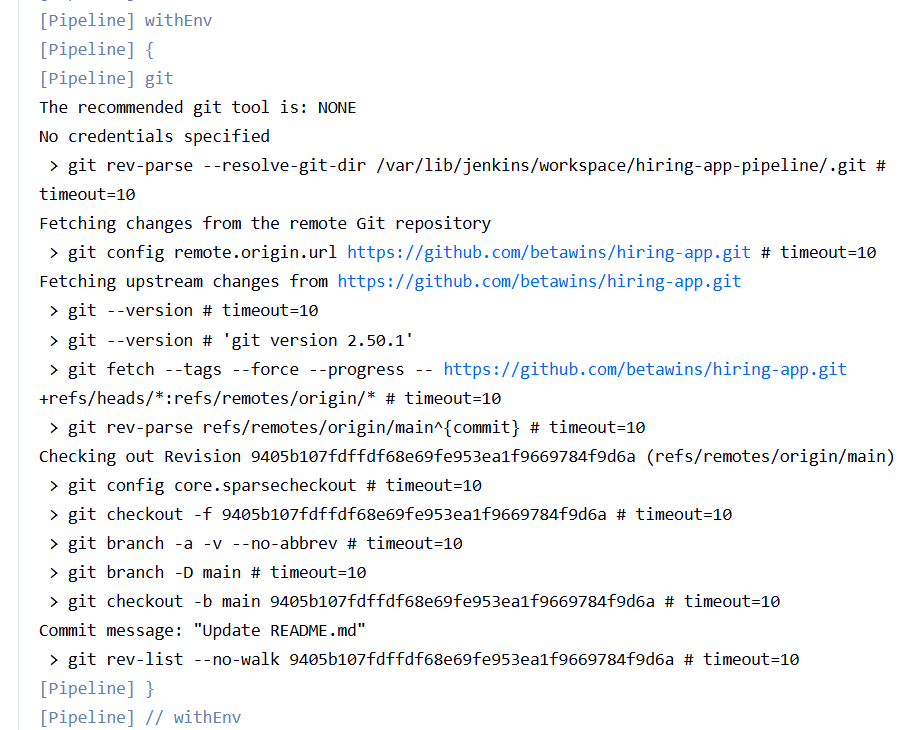 [Pipeline] withEnv
[Pipeline] {
[Pipeline] git
The recommended git tool is: NONE
No credentials specified
 > git rev-parse --resolve-git-dir /var/lib/jenkins/workspace/hiring-app-pipeline/.git #
timeout=10
Fetching changes from the remote Git repository
 > git config remote.origin.url https://github.com/betawins/hiring-app.git # timeout=10
Fetching upstream changes from https://github.com/betawins/hiring-app.git
 > git --version # timeout=10
 > git --version # 'git version 2.50.1'
 > git fetch --tags --force --progress -- https://github.com/betawins/hiring-app.git
+refs/heads/*:refs/remotes/origin/* # timeout=10
 > git rev-parse refs/remotes/origin/main^{commit} # timeout=10
Checking out Revision 9405b107fdffdf68e69fe953ea1f9669784f9d6a (refs/remotes/origin/main)
 > git config core.sparsecheckout # timeout=10
 > git checkout -f 9405b107fdffdf68e69fe953ea1f9669784f9d6a # timeout=10
 > git branch -a -v --no-abbrev # timeout=10
 > git branch -D main # timeout=10
 > git checkout -b main 9405b107fdffdf68e69fe953ea1f9669784f9d6a # timeout=10
Commit message: "Update README.md"
 > git rev-list --no-walk 9405b107fdffdf68e69fe953ea1f9669784f9d6a # timeout=10
[Pipeline] }
[Pipeline] // withEnv